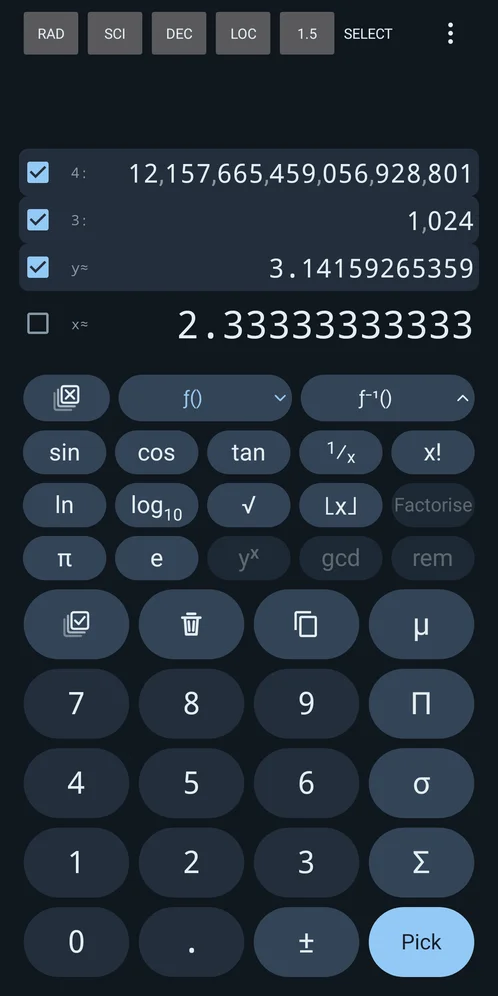 RAD SCI DEC LOC 1.5 SELECT
4: 12,157,665,459,056,928,801
3: 1,024
y≈ 3.14159265359
x≈ 2.33333333333
ƒ() ƒ⁻¹()
sin cos tan 1/x x!
ln log₁₀ √ ⌊x⌋ Factorise
π e yˣ gcd rem
μ
7 8 9 Π
4 5 6 σ
1 2 3 Σ
0 . ± Pick